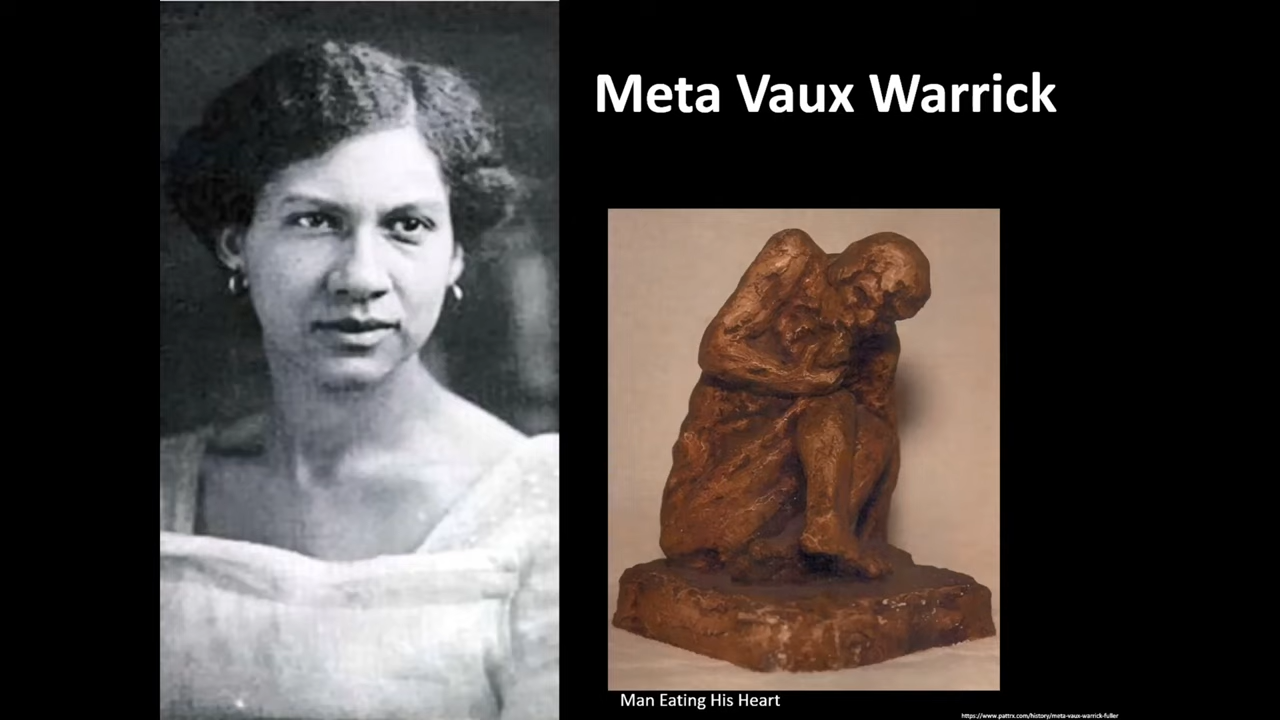 Meta Vaux Warrick
Man Eating His Heart
https://www.pattrx.com/history/meta-vaux-warrick-fuller